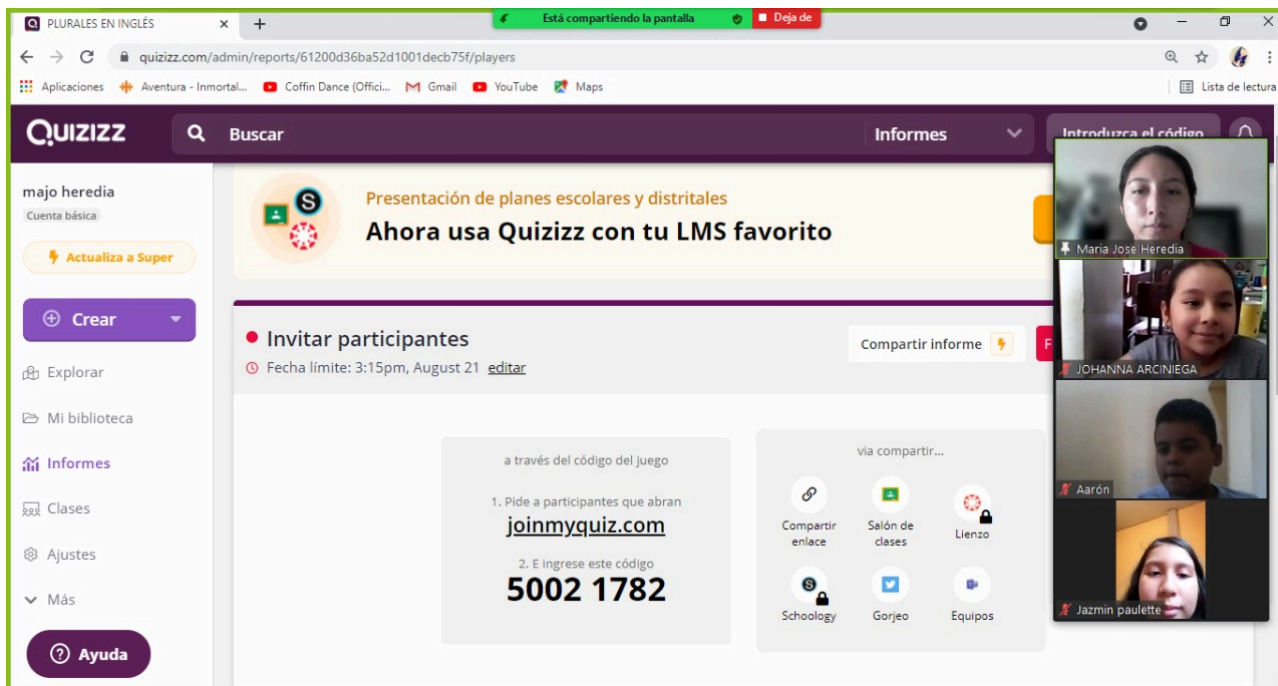 PLURALES EN INGLÉS
Está compartiendo la pantalla
Deja de
quizizz.com/admin/reports/61200d36ba52d1001decb75f/players
Aplicaciones
Aventura - Inmortal...
Coffin Dance (Offici...
Gmail
YouTube
Maps
Lista de lectura
QUIZIZZ
Buscar
Informes
Introduzca el código
majo heredia
Cuenta básica
Actualiza a Super
Crear
Explorar
Mi biblioteca
Informes
Clases
Ajustes
Más
Ayuda
Presentación de planes escolares y distritales
Ahora usa Quizizz con tu LMS favorito
Invitar participantes
Fecha límite: 3:15pm, August 21 editar
Compartir informe
F
a través del código del juego
1. Pide a participantes que abran
joinmyquiz.com
2. E ingrese este código
5002 1782
via compartir...
Compartir
enlace
Salón de
clases
Lienzo
Schoology
Gorjeo
Equipos
Maria Jose Heredia
JOHANNA ARCINIEGA
Aarón
Jazmin paulette